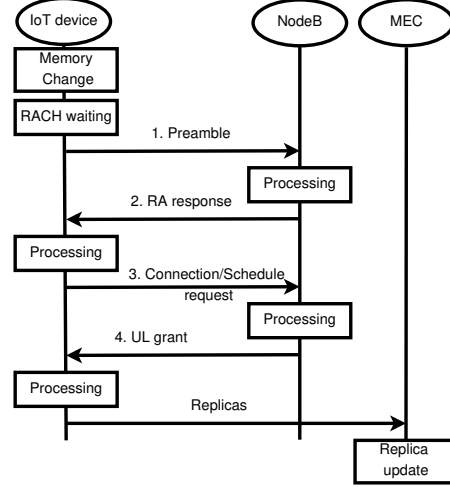 IoT device
NodeB
MEC
Memory
Change
RACH waiting
1. Preamble
Processing
2. RA response
Processing
3. Connection/Schedule
request
Processing
4. UL grant
Processing
Replicas
Replica
update